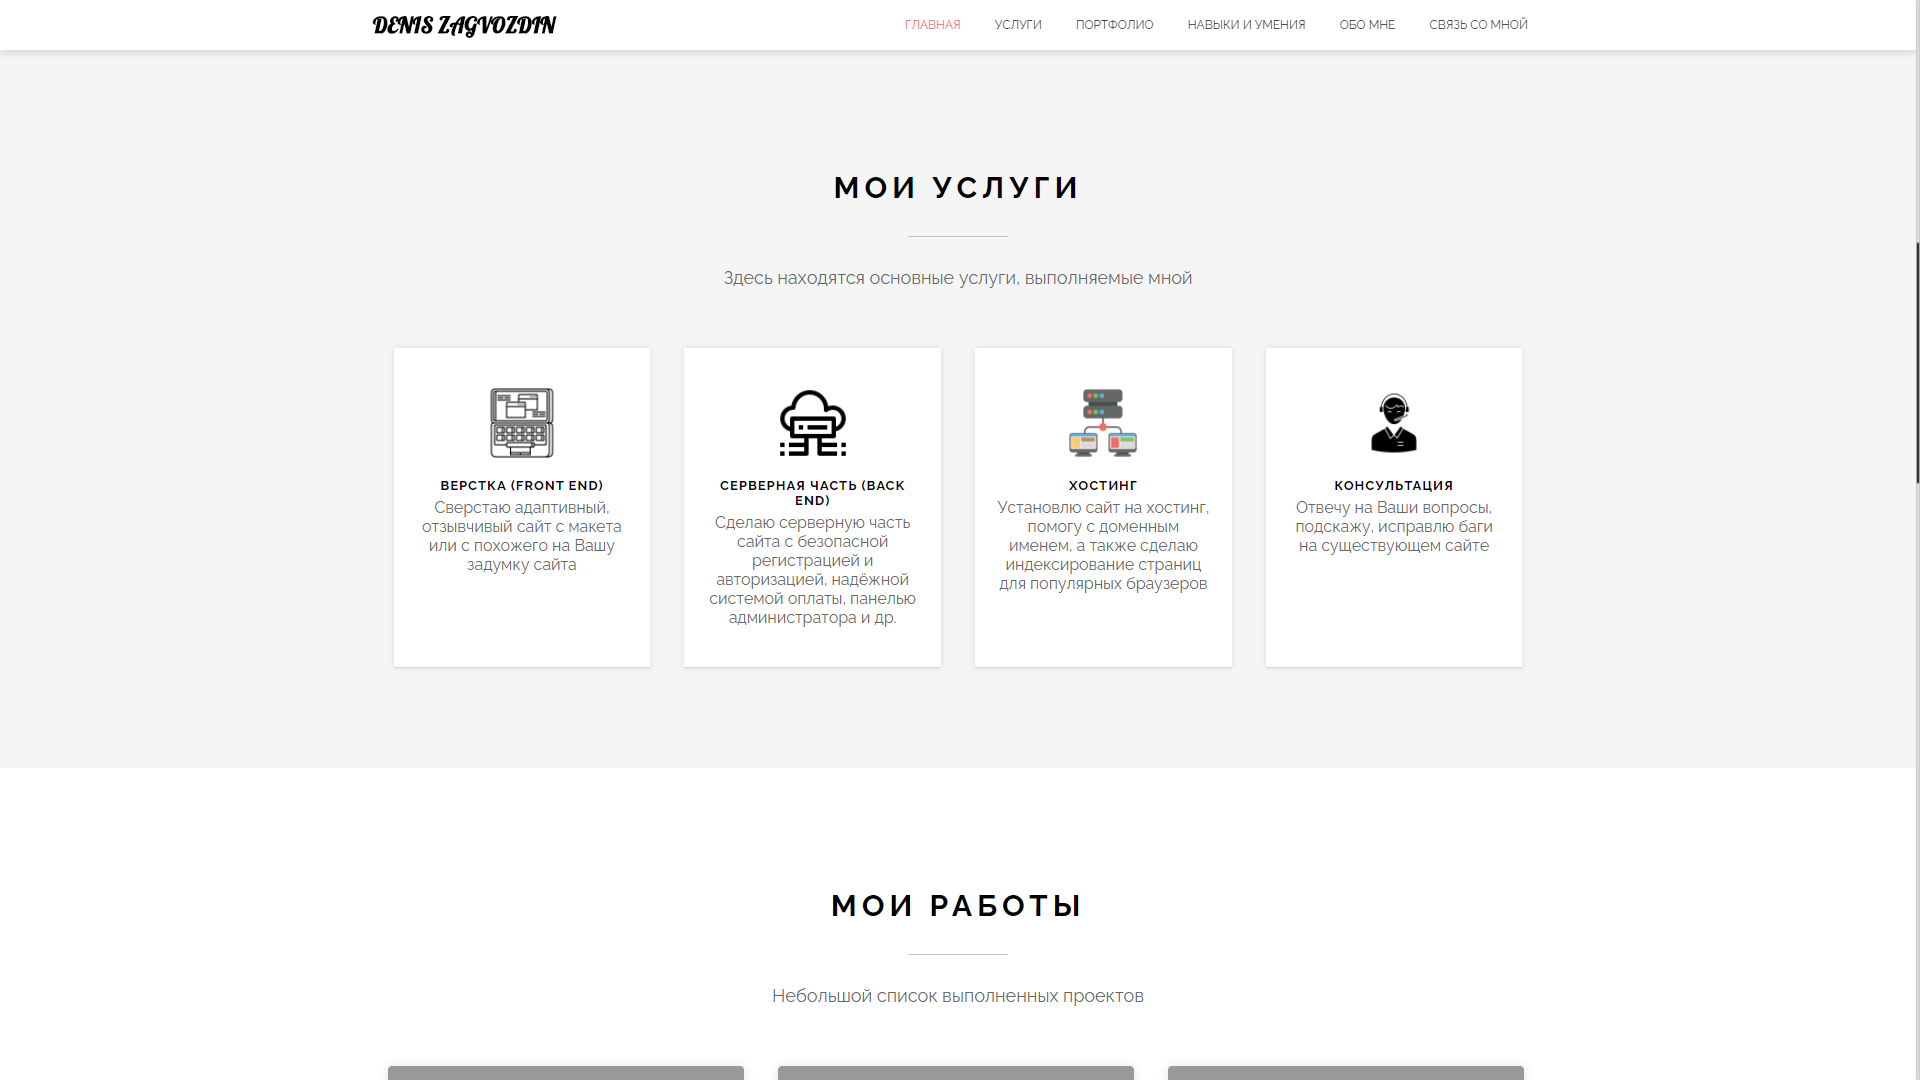 DENIS ZAGVOZDIN
ГЛАВНАЯ УСЛУГИ ПОРТФОЛИО НАВЫКИ И УМЕНИЯ ОБО МНЕ СВЯЗЬ СО МНОЙ
МОИ УСЛУГИ
Здесь находятся основные услуги, выполняемые мной
ВЕРСТКА (FRONT END)
Сверстаю адаптивный,
отзывчивый сайт с макета
или с похожего на Вашу
задумку сайта
СЕРВЕРНАЯ ЧАСТЬ (BACK
END)
Сделаю серверную часть
сайта с безопасной
регистрацией и
авторизацией, надёжной
системой оплаты, панелью
администратора и др.
ХОСТИНГ
Установлю сайт на хостинг,
помогу с доменным
именем, а также сделаю
индексирование страниц
для популярных браузеров
КОНСУЛЬТАЦИЯ
Отвечу на Ваши вопросы,
подскажу, исправлю баги
на существующем сайте
МОИ РАБОТЫ
Небольшой список выполненных проектов